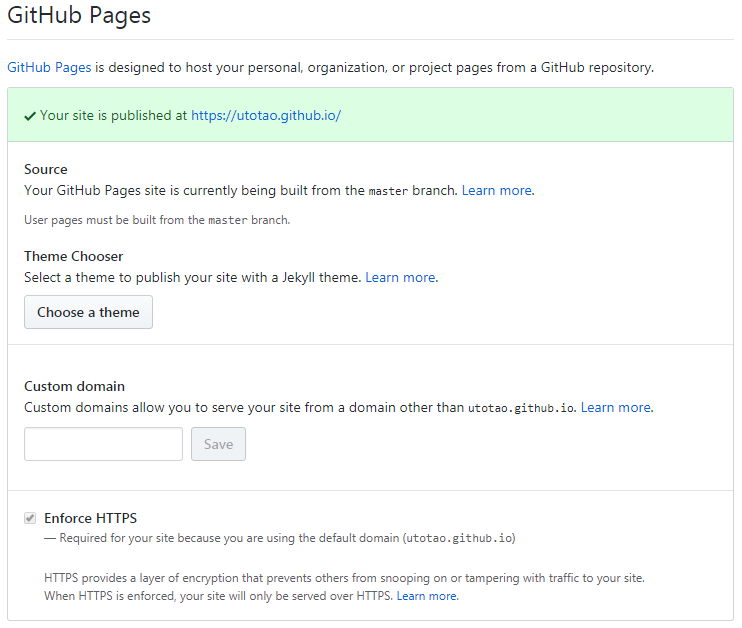 GitHub Pages
GitHub Pages is designed to host your personal, organization, or project pages from a GitHub repository.
Your site is published at https://utotao.github.io/
Source
Your GitHub Pages site is currently being built from the master branch. Learn more.
User pages must be built from the master branch.
Theme Chooser
Select a theme to publish your site with a Jekyll theme. Learn more.
Choose a theme
Custom domain
Custom domains allow you to serve your site from a domain other than utotao.github.io. Learn more.
Save
Enforce HTTPS
— Required for your site because you are using the default domain (utotao.github.io)
HTTPS provides a layer of encryption that prevents others from snooping on or tampering with traffic to your site.
When HTTPS is enforced, your site will only be served over HTTPS. Learn more.